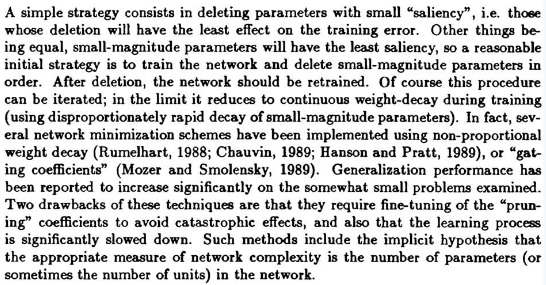 A simple strategy consists in deleting parameters with small “saliency”, i.e. those
whose deletion will have the least effect on the training error. Other things be-
ing equal, small-magnitude parameters will have the least saliency, so a reasonable
initial strategy is to train the network and delete small-magnitude parameters in
order. After deletion, the network should be retrained. Of course this procedure
can be iterated; in the limit it reduces to continuous weight-decay during training
(using disproportionately rapid decay of small-magnitude parameters). In fact, sev-
eral network minimization schemes have been implemented using non-proportional
weight decay (Rumelhart, 1988; Chauvin, 1989; Hanson and Pratt, 1989), or “gat-
ing coefficients” (Mozer and Smolensky, 1989). Generalization performance has
been reported to increase significantly on the somewhat small problems examined.
Two drawbacks of these techniques are that they require fine-tuning of the “prun-
ing” coefficients to avoid catastrophic effects, and also that the learning process
is significantly slowed down. Such methods include the implicit hypothesis that
the appropriate measure of network complexity is the number of parameters (or
sometimes the number of units) in the network.